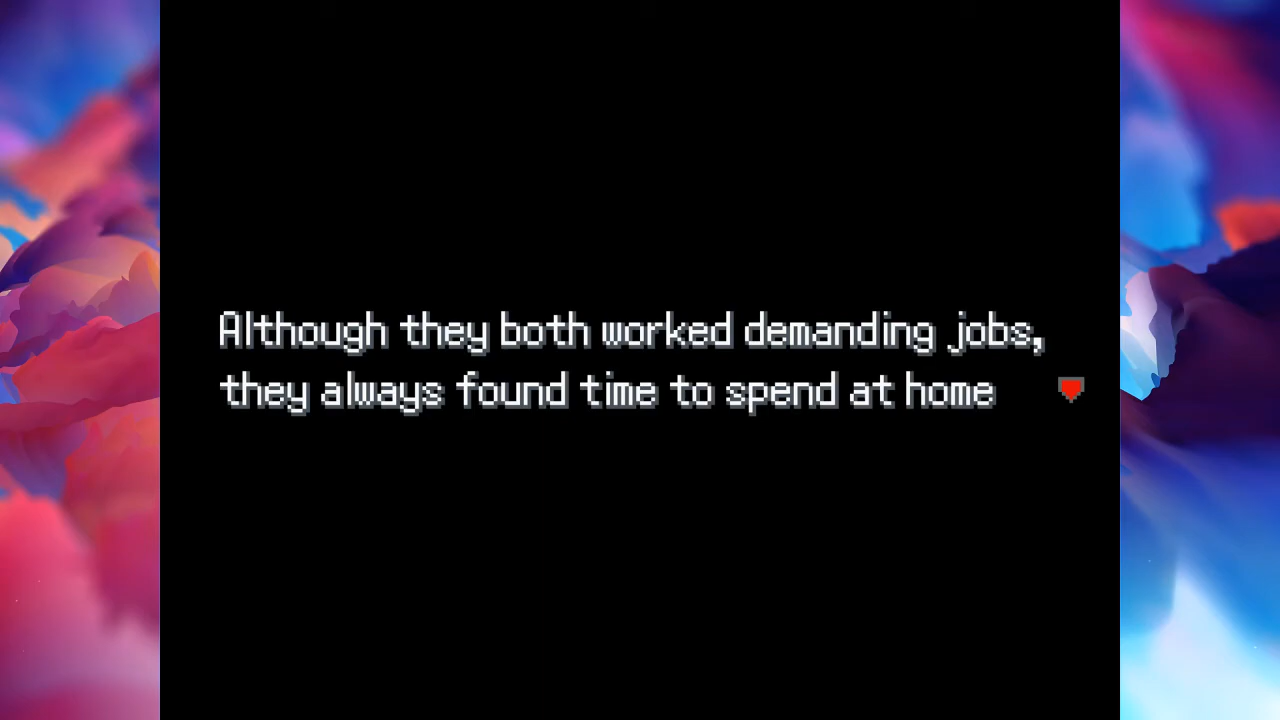 Although they both worked demanding jobs,
they always found time to spend at home